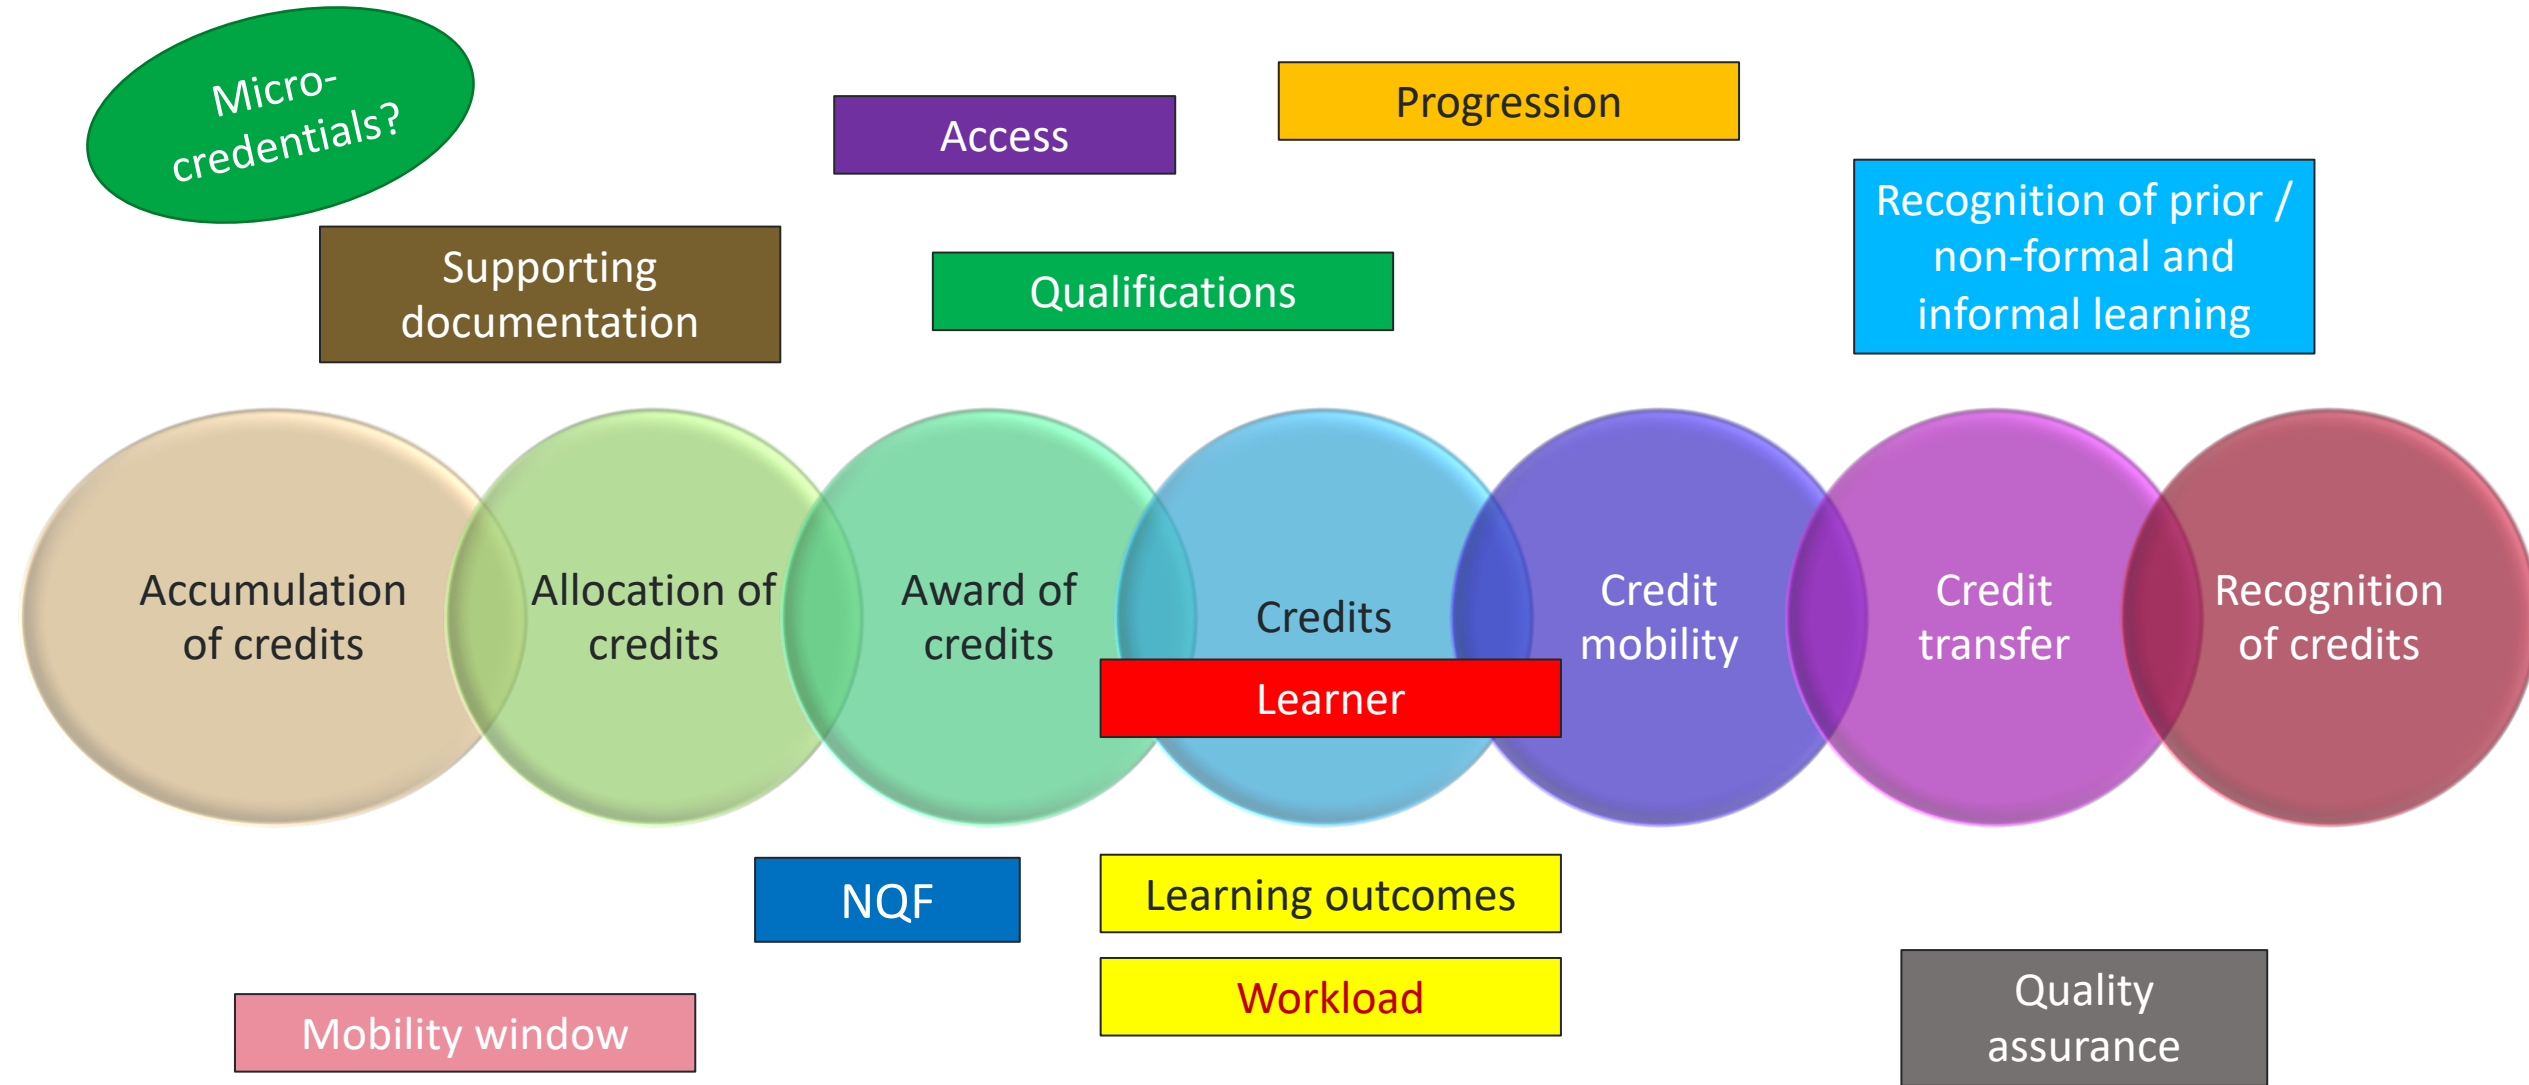 Micro-
credentials?
Access
Progression
Supporting
documentation
Qualifications
Recognition of prior /
non-formal and
informal learning
Accumulation
of credits
Allocation of
credits
Award of
credits
Credits
Learner
Credit
mobility
Credit
transfer
Recognition
of credits
NQF
Learning outcomes
Workload
Mobility window
Quality
assurance